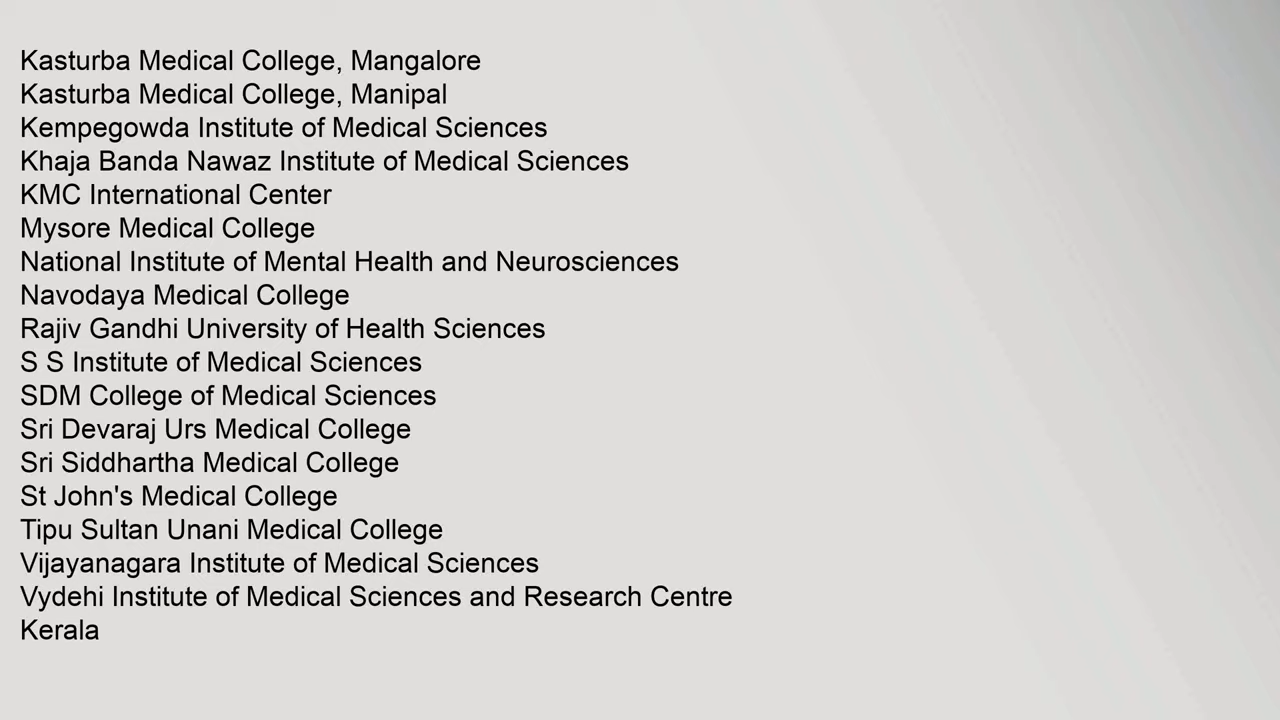 Kasturba Medical College, Mangalore
Kasturba Medical College, Manipal
Kempegowda Institute of Medical Sciences
Khaja Banda Nawaz Institute of Medical Sciences
KMC International Center
Mysore Medical College
National Institute of Mental Health and Neurosciences
Navodaya Medical College
Rajiv Gandhi University of Health Sciences
S S Institute of Medical Sciences
SDM College of Medical Sciences
Sri Devaraj Urs Medical College
Sri Siddhartha Medical College
St John's Medical College
Tipu Sultan Unani Medical College
Vijayanagara Institute of Medical Sciences
Vydehi Institute of Medical Sciences and Research Centre
Kerala